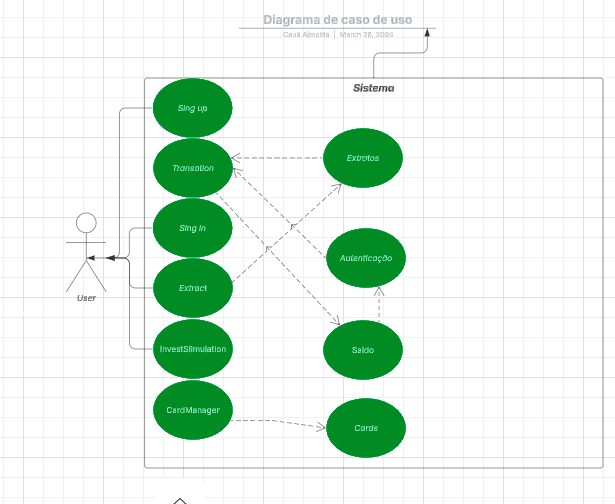 Diagrama de caso de uso
Cauã Almeida | March 28, 2025
Sistema
Sing up
Transation
Sing in
Extract
InvestSlimulation
CardManager
Extratos
Autenticação
Saldo
Cards
User